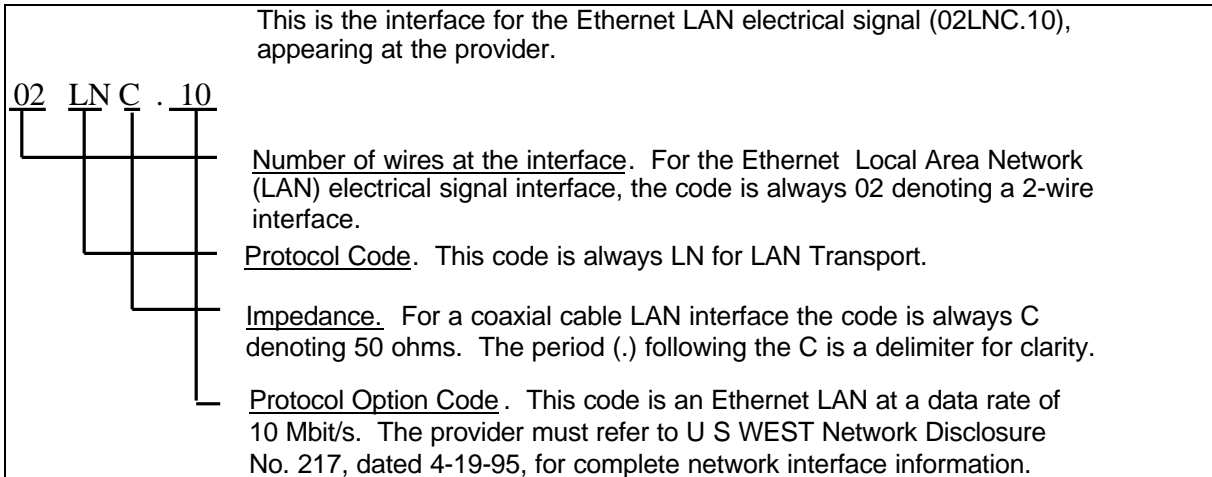 This is the interface for the Ethernet LAN electrical signal (02LNC.10),
appearing at the provider.
02 LN C . 10
Number of wires at the interface. For the Ethernet Local Area Network
(LAN) electrical signal interface, the code is always 02 denoting a 2-wire
interface.
Protocol Code. This code is always LN for LAN Transport.
Impedance. For a coaxial cable LAN interface the code is always C
denoting 50 ohms. The period (.) following the C is a delimiter for clarity.
Protocol Option Code. This code is an Ethernet LAN at a data rate of
10 Mbit/s. The provider must refer to U S WEST Network Disclosure
No. 217, dated 4-19-95, for complete network interface information.